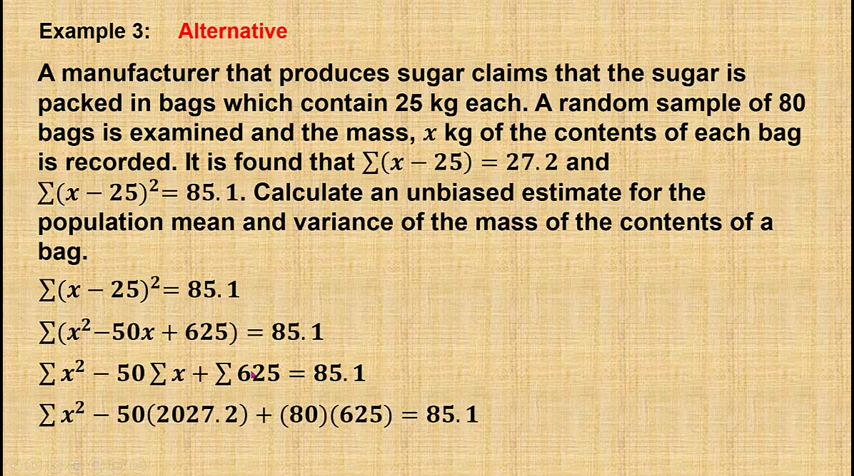 Example 3: Alternative
A manufacturer that produces sugar claims that the sugar is
packed in bags which contain 25 kg each. A random sample of 80
bags is examined and the mass, x kg of the contents of each bag
is recorded. It is found that ∑(x − 25) = 27.2 and
∑(x − 25)²= 85.1. Calculate an unbiased estimate for the
population mean and variance of the mass of the contents of a
bag.
∑(x − 25)²= 85.1
∑(x²−50x + 625) = 85.1
∑x² − 50∑x + ∑625 = 85.1
∑x² − 50(2027.2) + (80)(625) = 85.1